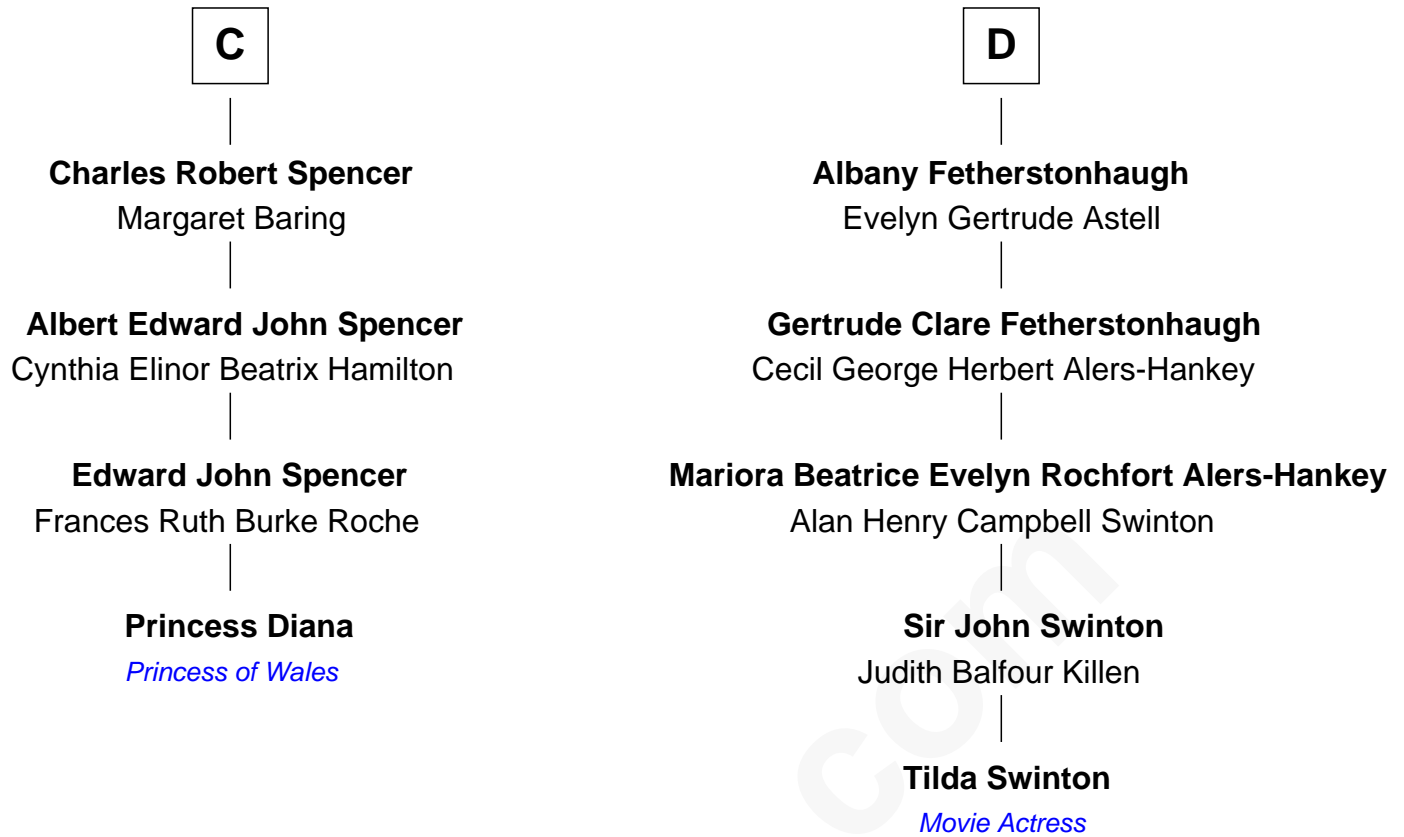 C
Charles Robert Spencer
Margaret Baring
Albert Edward John Spencer
Cynthia Elinor Beatrix Hamilton
Edward John Spencer
Frances Ruth Burke Roche
Princess Diana
Princess of Wales
D
Albany Fetherstonhaugh
Evelyn Gertrude Astell
Gertrude Clare Fetherstonhaugh
Cecil George Herbert Alers-Hankey
Mariora Beatrice Evelyn Rochfort Alers-Hankey
Alan Henry Campbell Swinton
Sir John Swinton
Judith Balfour Killen
Tilda Swinton
Movie Actress
com